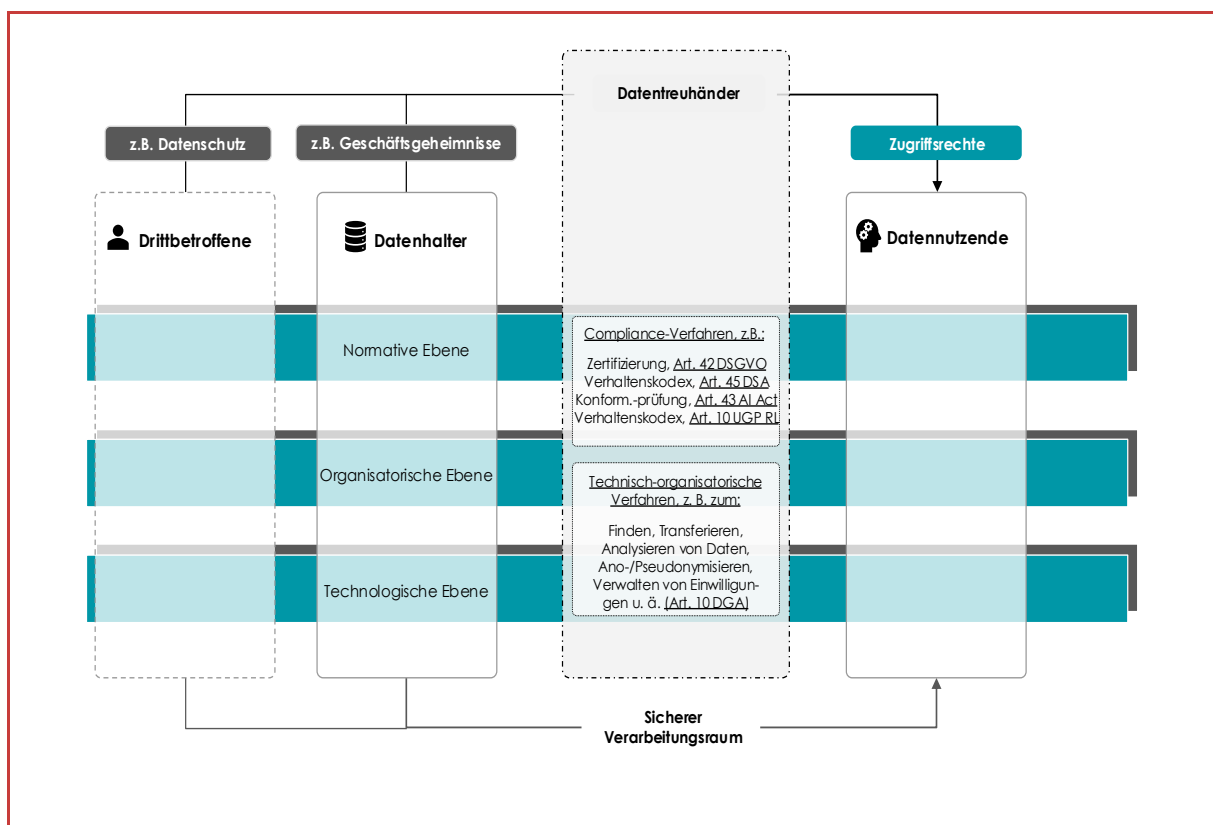 Datentreuhänder
z.B. Datenschutz
z.B. Geschäftsgeheimnisse
Zugriffsrechte
Drittbetroffene
Datenhalter
Datennutzende
Normative Ebene
Compliance-Verfahren, z.B.:
Zertifizierung, Art. 42 DSGVO
Verhaltenskodex, Art. 45 DSA
Konform.-prüfung, Art. 43 AI Act
Verhaltenskodex, Art. 10 UGP RL
Organisatorische Ebene
Technisch-organisatorische
Verfahren, z. B. zum:
Finden, Transferieren,
Analysieren von Daten,
Ano-/Pseudonymisieren,
Verwalten von Einwilligun-
gen u. ä. (Art. 10 DGA)
Technologische Ebene
Sicherer
Verarbeitungsraum